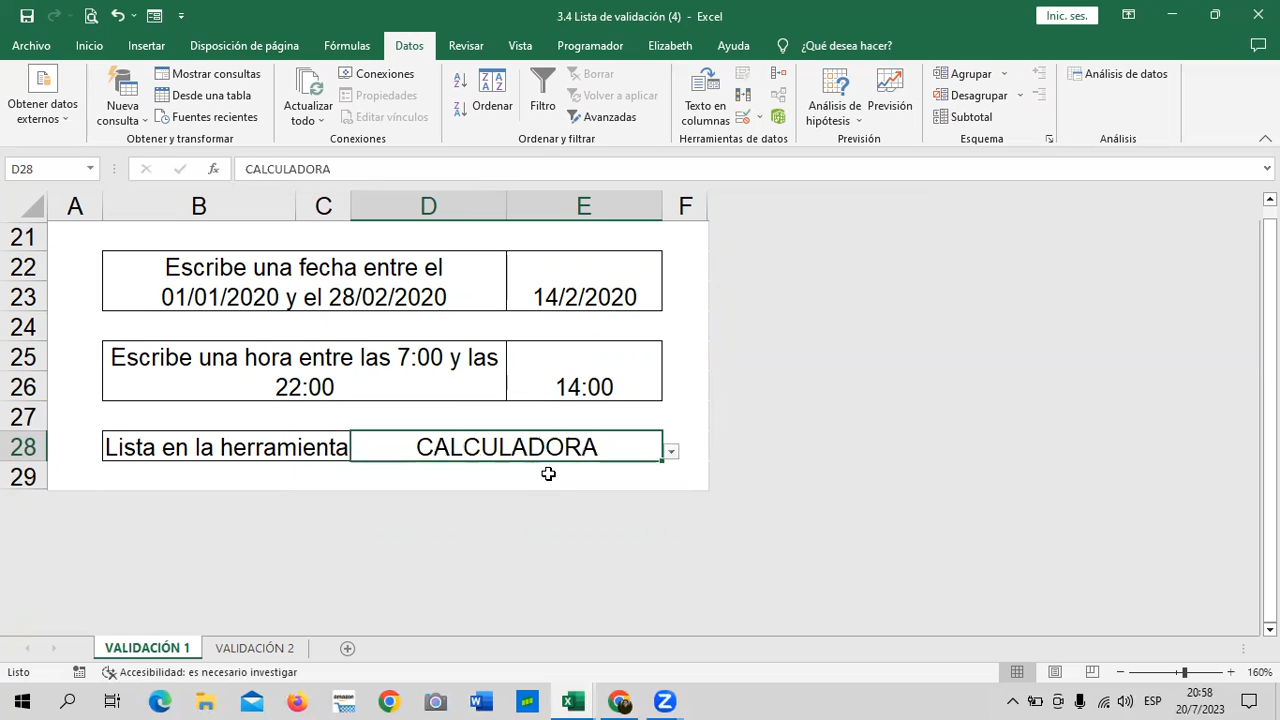 3.4 Lista de validación (4) - Excel
Inic. ses.
Archivo Inicio Insertar Disposición de página Fórmulas Datos Revisar Vista Programador Elizabeth Ayuda ¿Qué desea hacer?
Obtener datos externos
Nueva consulta
Mostrar consultas
Desde una tabla
Fuentes recientes
Obtener y transformar
Actualizar todo
Conexiones
Propiedades
Editar vínculos
Conexiones
Ordenar
Filtro
Borrar
Volver a aplicar
Avanzadas
Ordenar y filtrar
Texto en columnas
Herramientas de datos
Análisis de hipótesis
Previsión
Previsión
Agrupar
Desagrupar
Subtotal
Esquema
Análisis de datos
Análisis
D28
fx
CALCULADORA
A B C D E F
21
22 Escribe una fecha entre el
23 01/01/2020 y el 28/02/2020 14/2/2020
24
25 Escribe una hora entre las 7:00 y las
26 22:00 14:00
27
28 Lista en la herramienta CALCULADORA
29
VALIDACIÓN 1 VALIDACIÓN 2
Listo
Accesibilidad: es necesario investigar
160%
amazon
ESP
20:58
20/7/2023